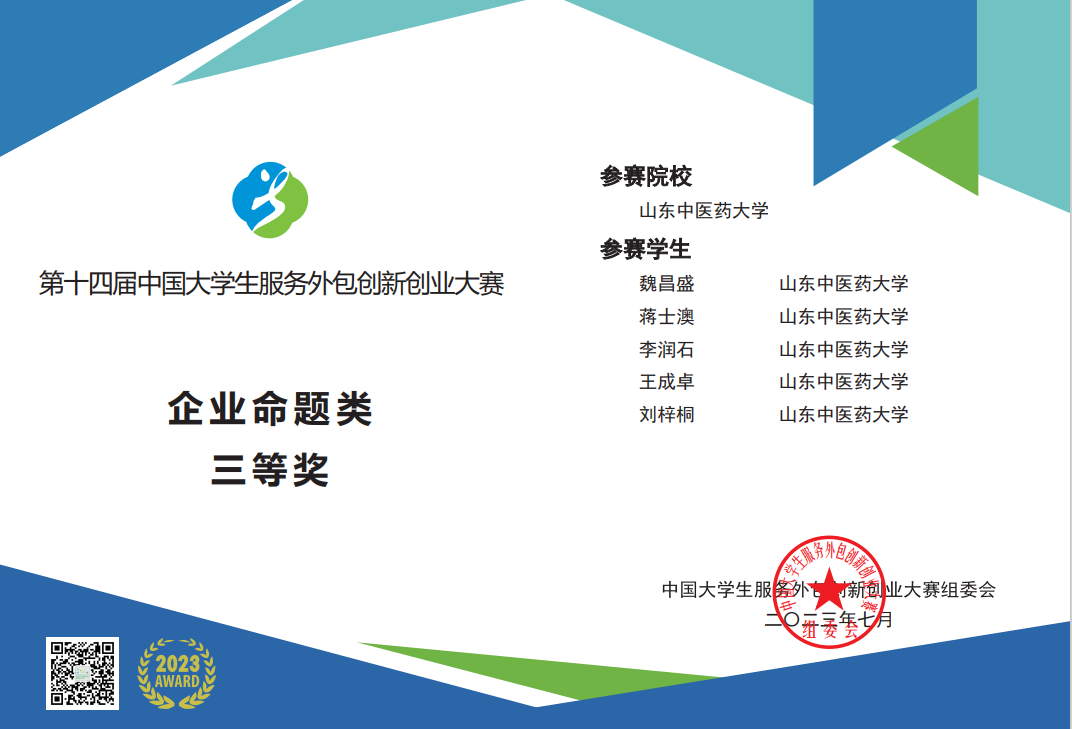 第十四届中国大学生服务外包创新创业大赛
企业命题类
三等奖
参赛院校
山东中医药大学
参赛学生
魏昌盛 山东中医药大学
蒋士澳 山东中医药大学
李润石 山东中医药大学
王成卓 山东中医药大学
刘梓桐 山东中医药大学
中国大学生服务外包创新创业大赛组委会
二〇二三年七月
中国大学生服务外包创新创业大赛
组委会
2023
AWARD